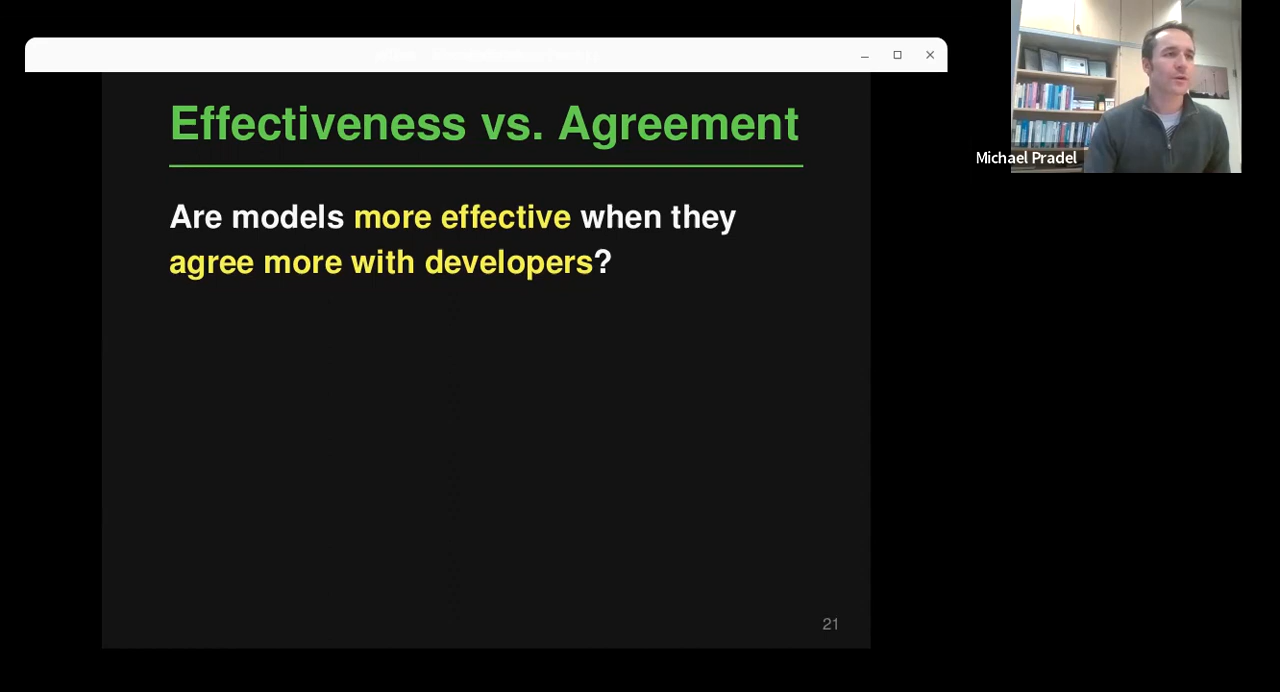 Effectiveness vs. Agreement
Are models more effective when they
agree more with developers?
21
Michael Pradel